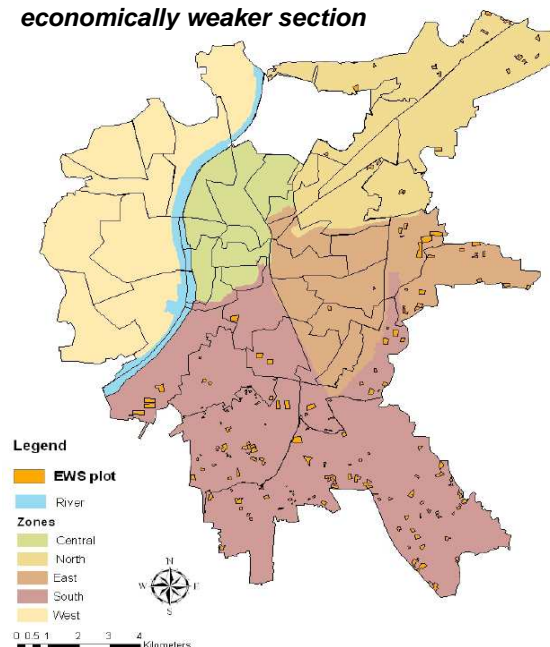 economically weaker section
Legend
EWS plot
River
Zones
Central
North
East
South
West
N
W E
S
0 0.5 1 2 3 4
Kilometers